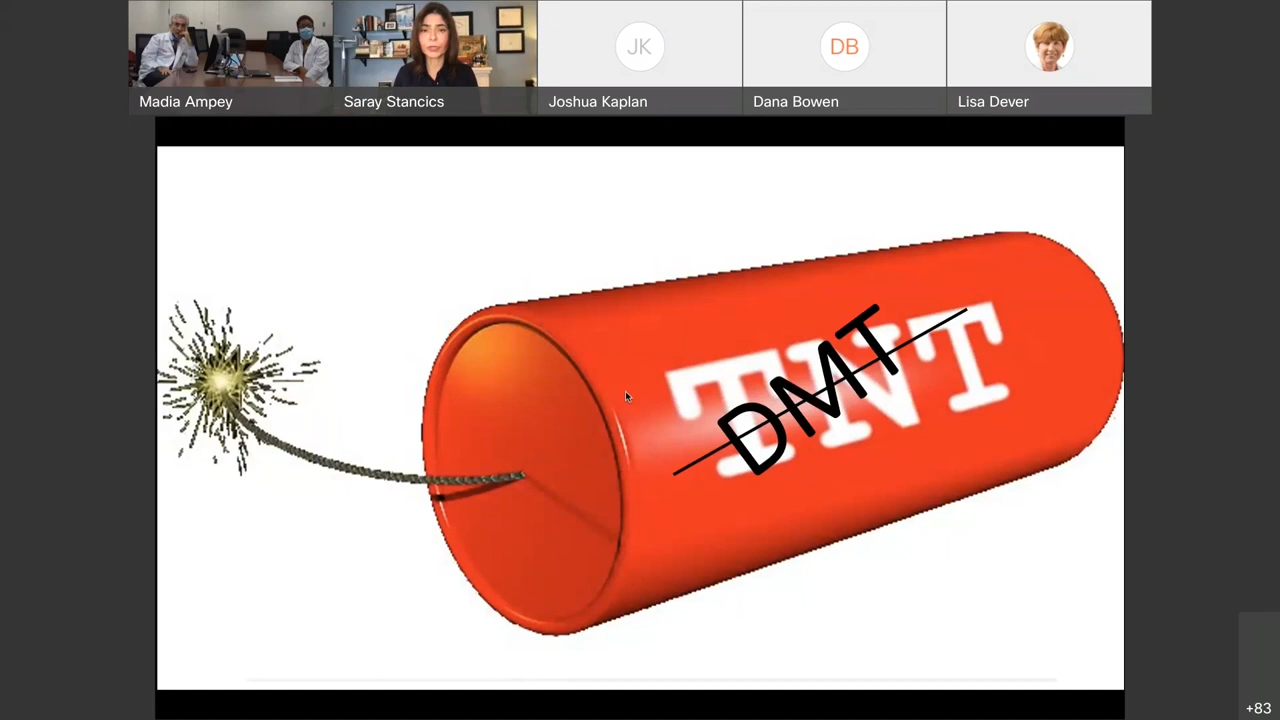 JK
DB
Madia Ampey
Saray Stancics
Joshua Kaplan
Dana Bowen
Lisa Dever
TNT
DMT
+83